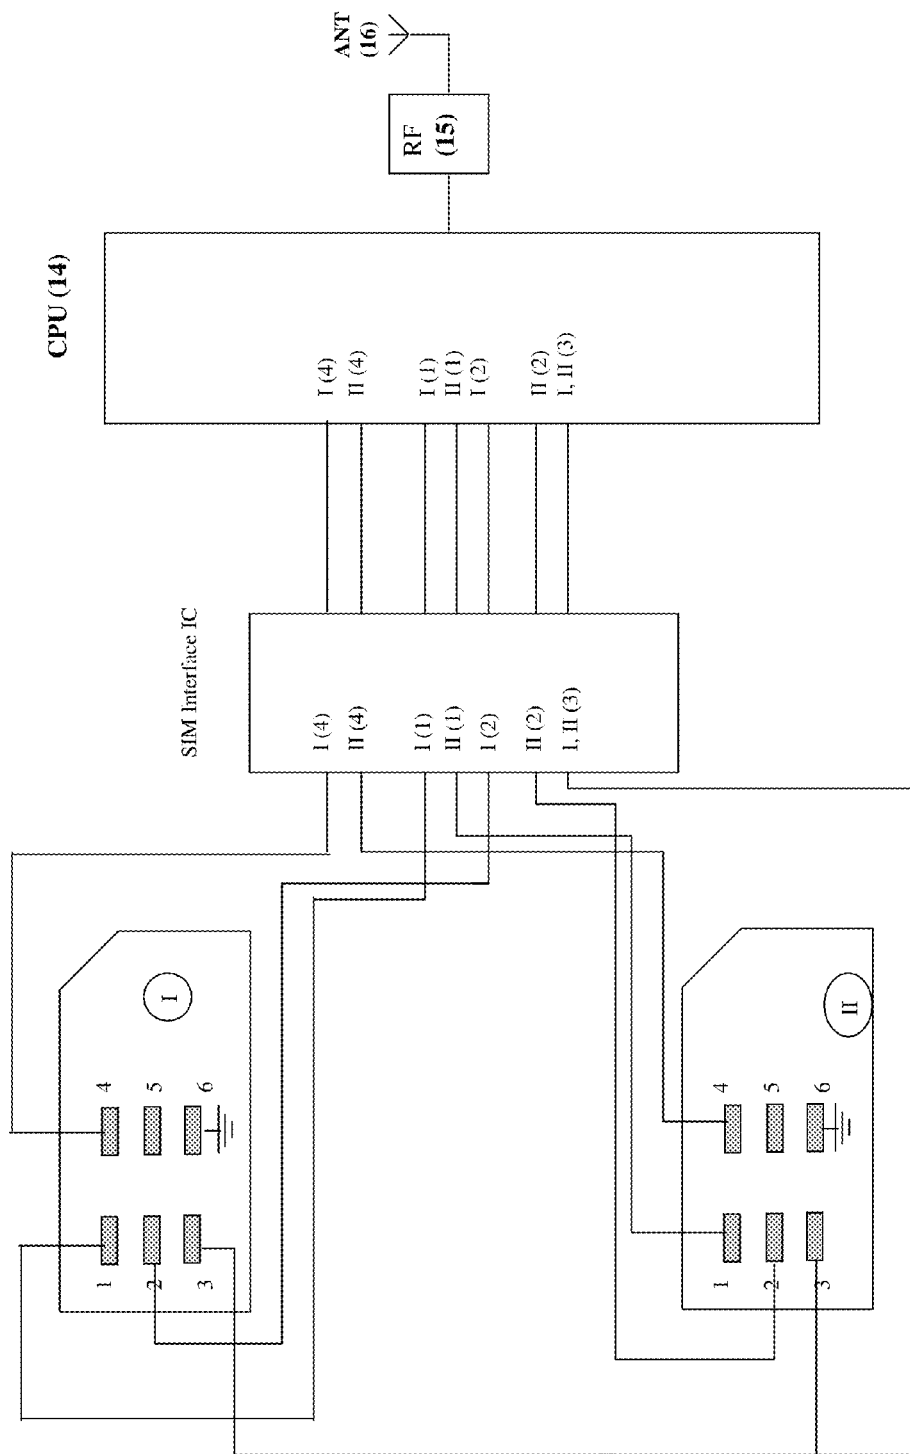 ANT
(16)
RF
(15)
CPU (14)
I (4)
II (4)
I (1)
II (1)
I (2)
II (2)
I, II (3)
SIM Interface IC
I (4)
II (4)
I (1)
II (1)
I (2)
II (2)
I, II (3)
I
4
5
6
1
2
3
II
4
5
6
1
2
3